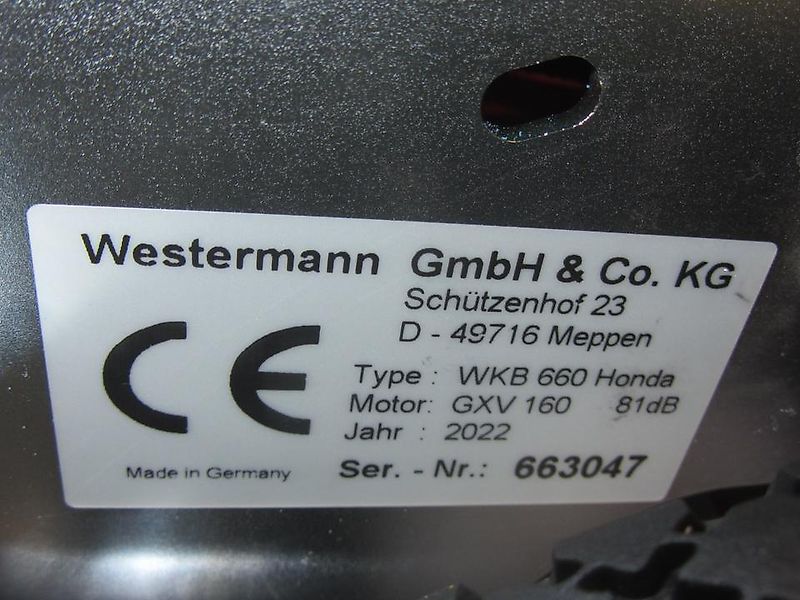 Westermann GmbH & Co. KG
Schützenhof 23
D - 49716 Meppen
CE
Type : WKB 660 Honda
Motor: GXV 160 81dB
Jahr : 2022
Made in Germany
Ser. - Nr.: 663047